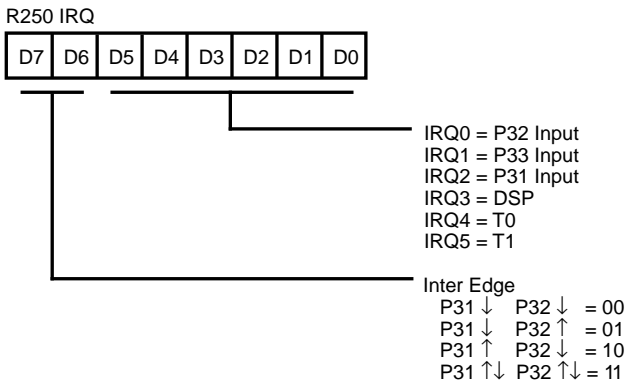 R250 IRQ
D7 D6 D5 D4 D3 D2 D1 D0
IRQ0 = P32 Input
IRQ1 = P33 Input
IRQ2 = P31 Input
IRQ3 = DSP
IRQ4 = T0
IRQ5 = T1
Inter Edge
P31 ↓ P32 ↓ = 00
P31 ↓ P32 ↑ = 01
P31 ↑ P32 ↓ = 10
P31 ↑↓ P32 ↑↓ = 11